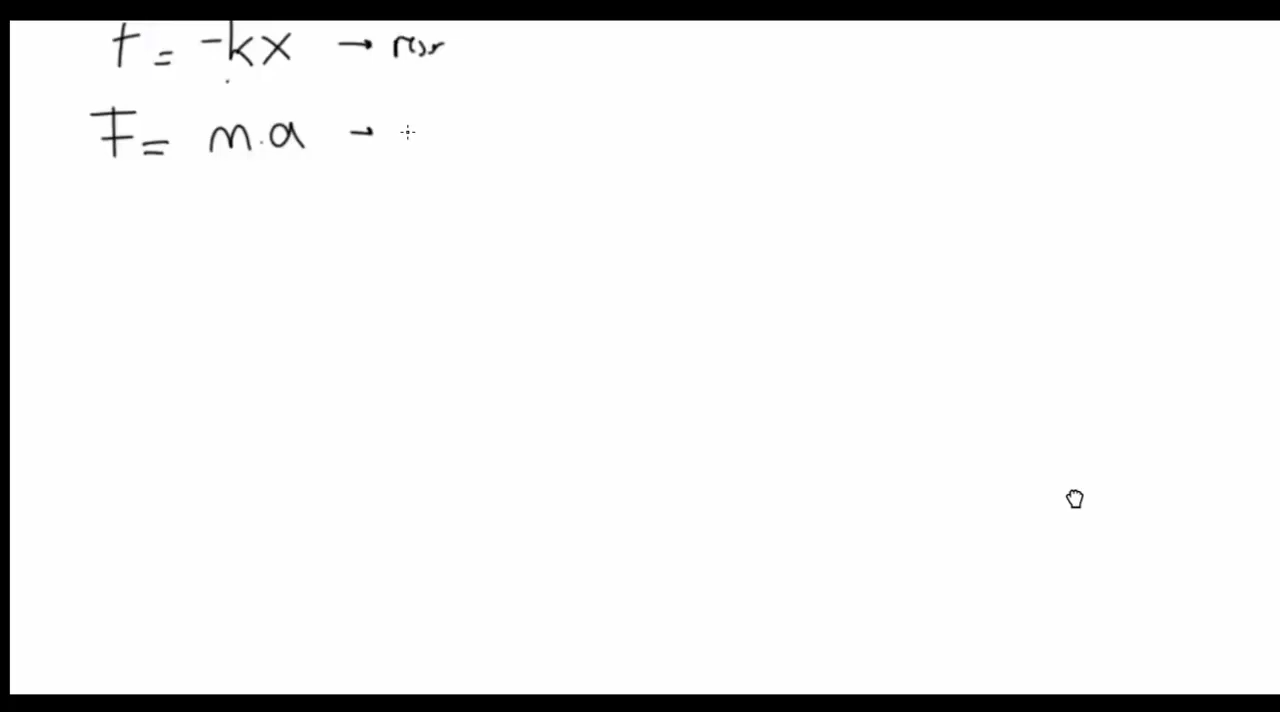 F = -kx →
F = m.a →